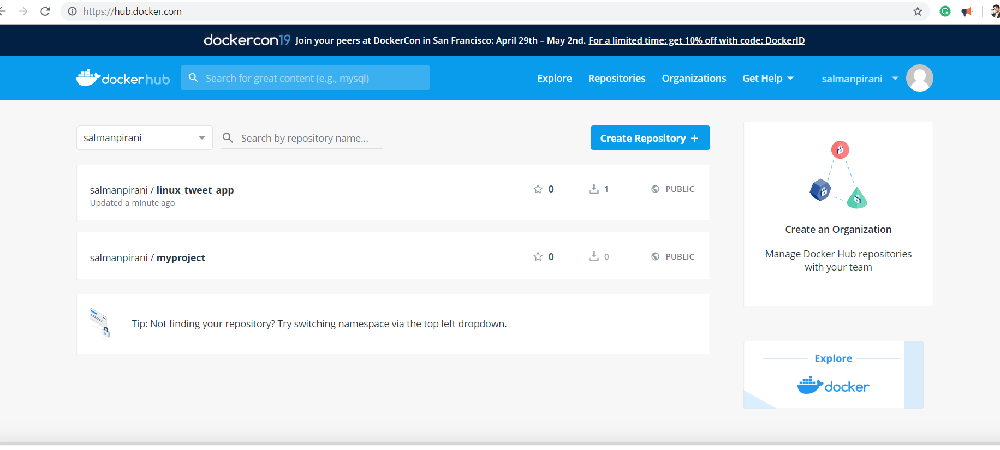 https://hub.docker.com
dockercon19 Join your peers at DockerCon in San Francisco: April 29th – May 2nd. For a limited time: get 10% off with code: DockerID
docker hub
Search for great content (e.g., mysql)
Explore
Repositories
Organizations
Get Help
salmanpirani
salmanpirani
Search by repository name...
Create Repository +
salmanpirani / linux_tweet_app
Updated a minute ago
0
1
PUBLIC
salmanpirani / myproject
0
0
PUBLIC
Tip: Not finding your repository? Try switching namespace via the top left dropdown.
Create an Organization
Manage Docker Hub repositories
with your team
Explore
docker